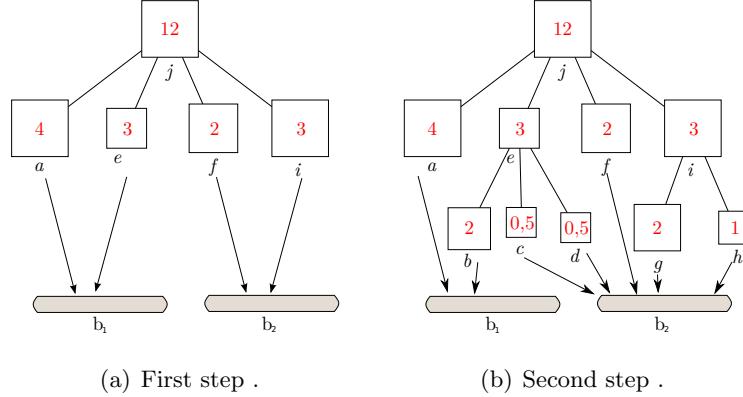 12
j
4
3
2
3
a
e
f
i
b₁
b₂
(a) First step .
12
j
4
3
2
3
a
e
f
i
2
0,5
0,5
2
1
b
c
d
g
h
b₁
b₂
(b) Second step .